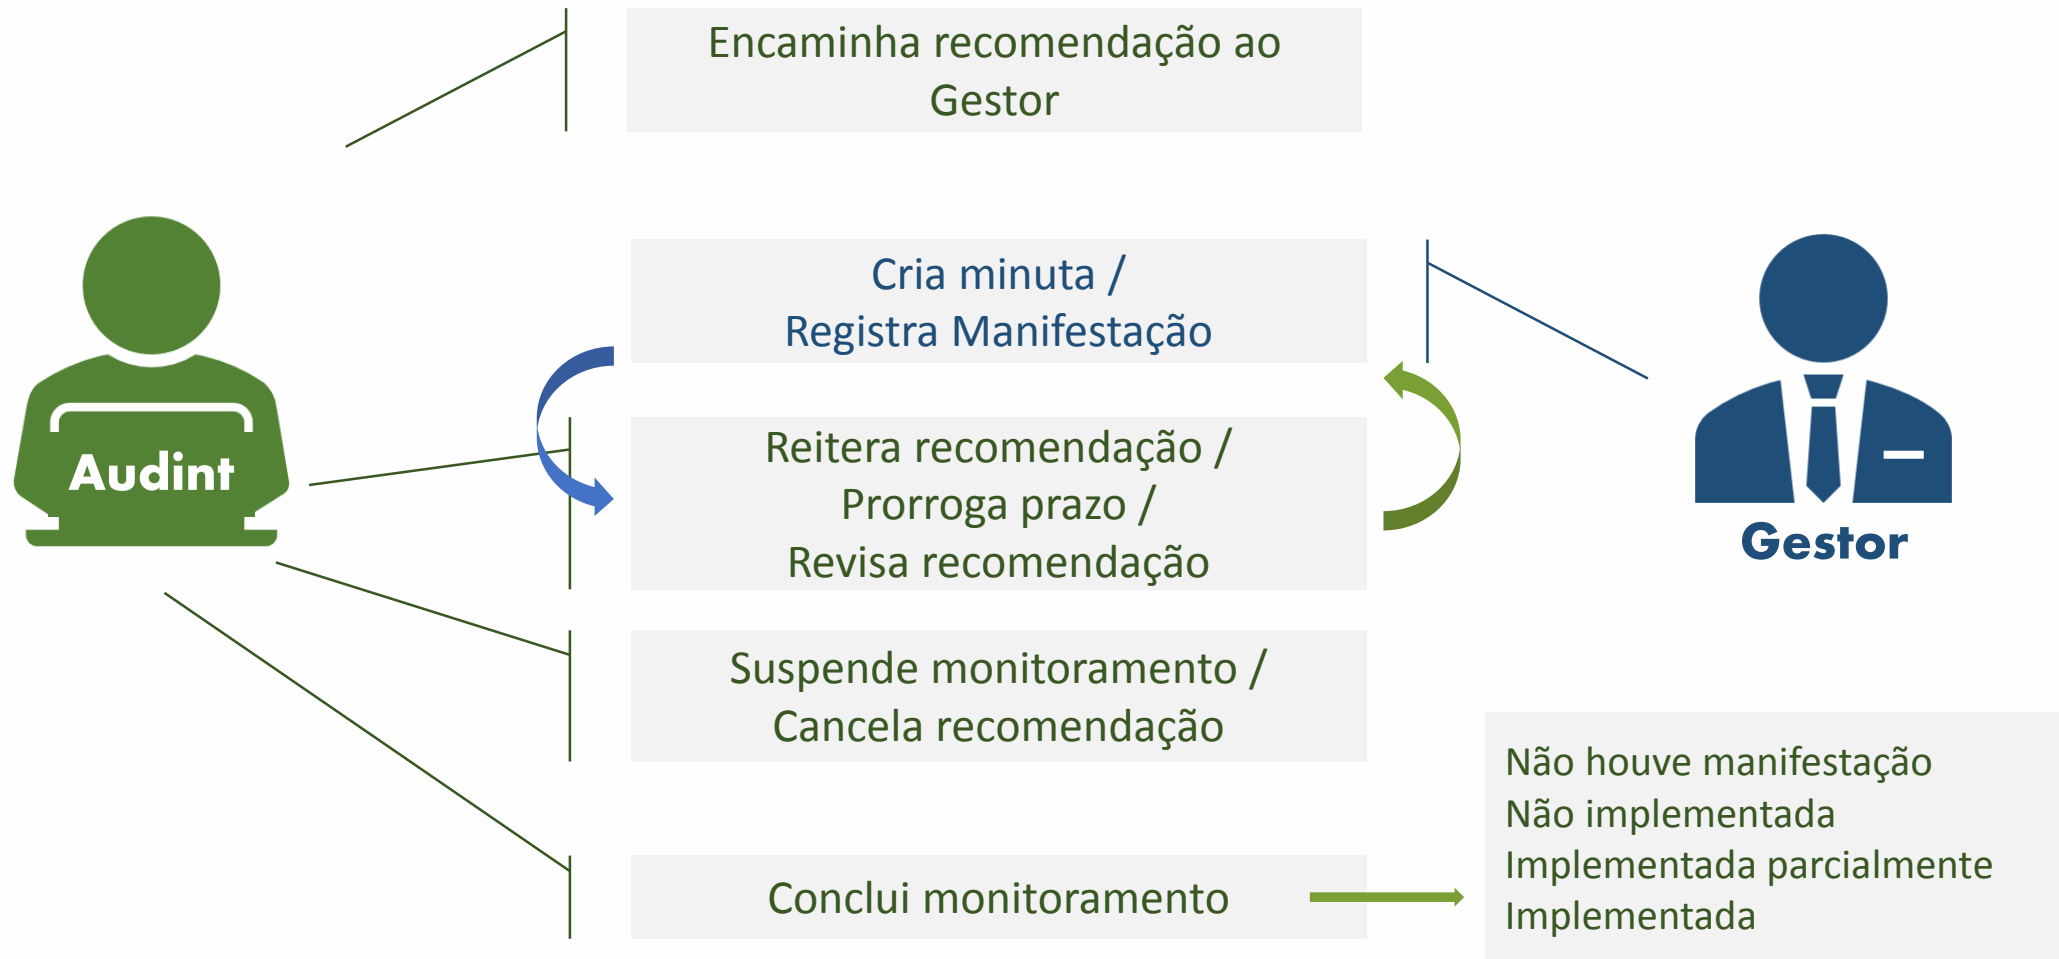 Encaminha recomendação ao
Gestor
Cria minuta /
Registra Manifestação
Audint
Reitera recomendação /
Prorroga prazo /
Revisa recomendação
Gestor
Suspende monitoramento /
Cancela recomendação
Conclui monitoramento
Não houve manifestação
Não implementada
Implementada parcialmente
Implementada